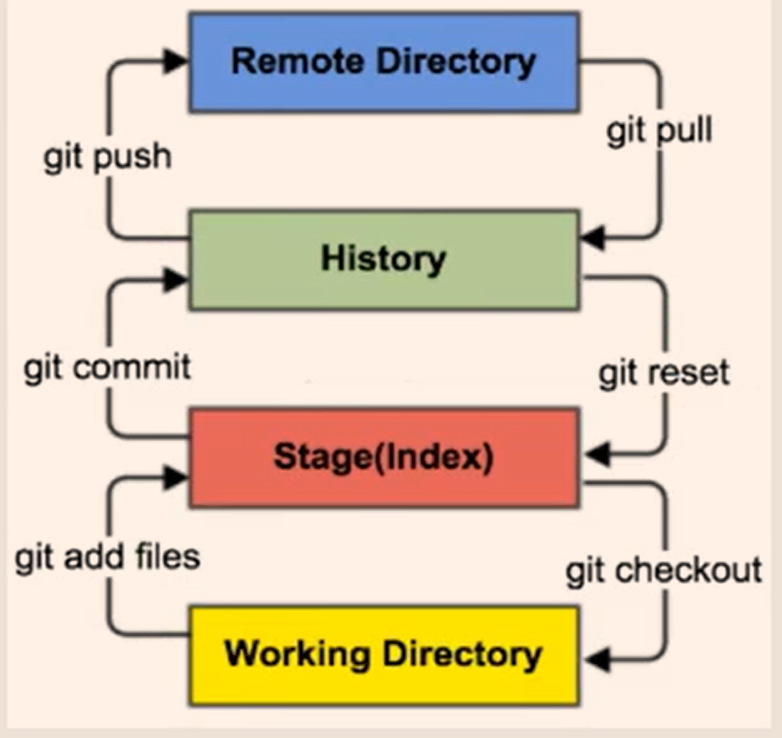 Remote Directory
git push
git pull
History
git commit
git reset
Stage(Index)
git add files
git checkout
Working Directory